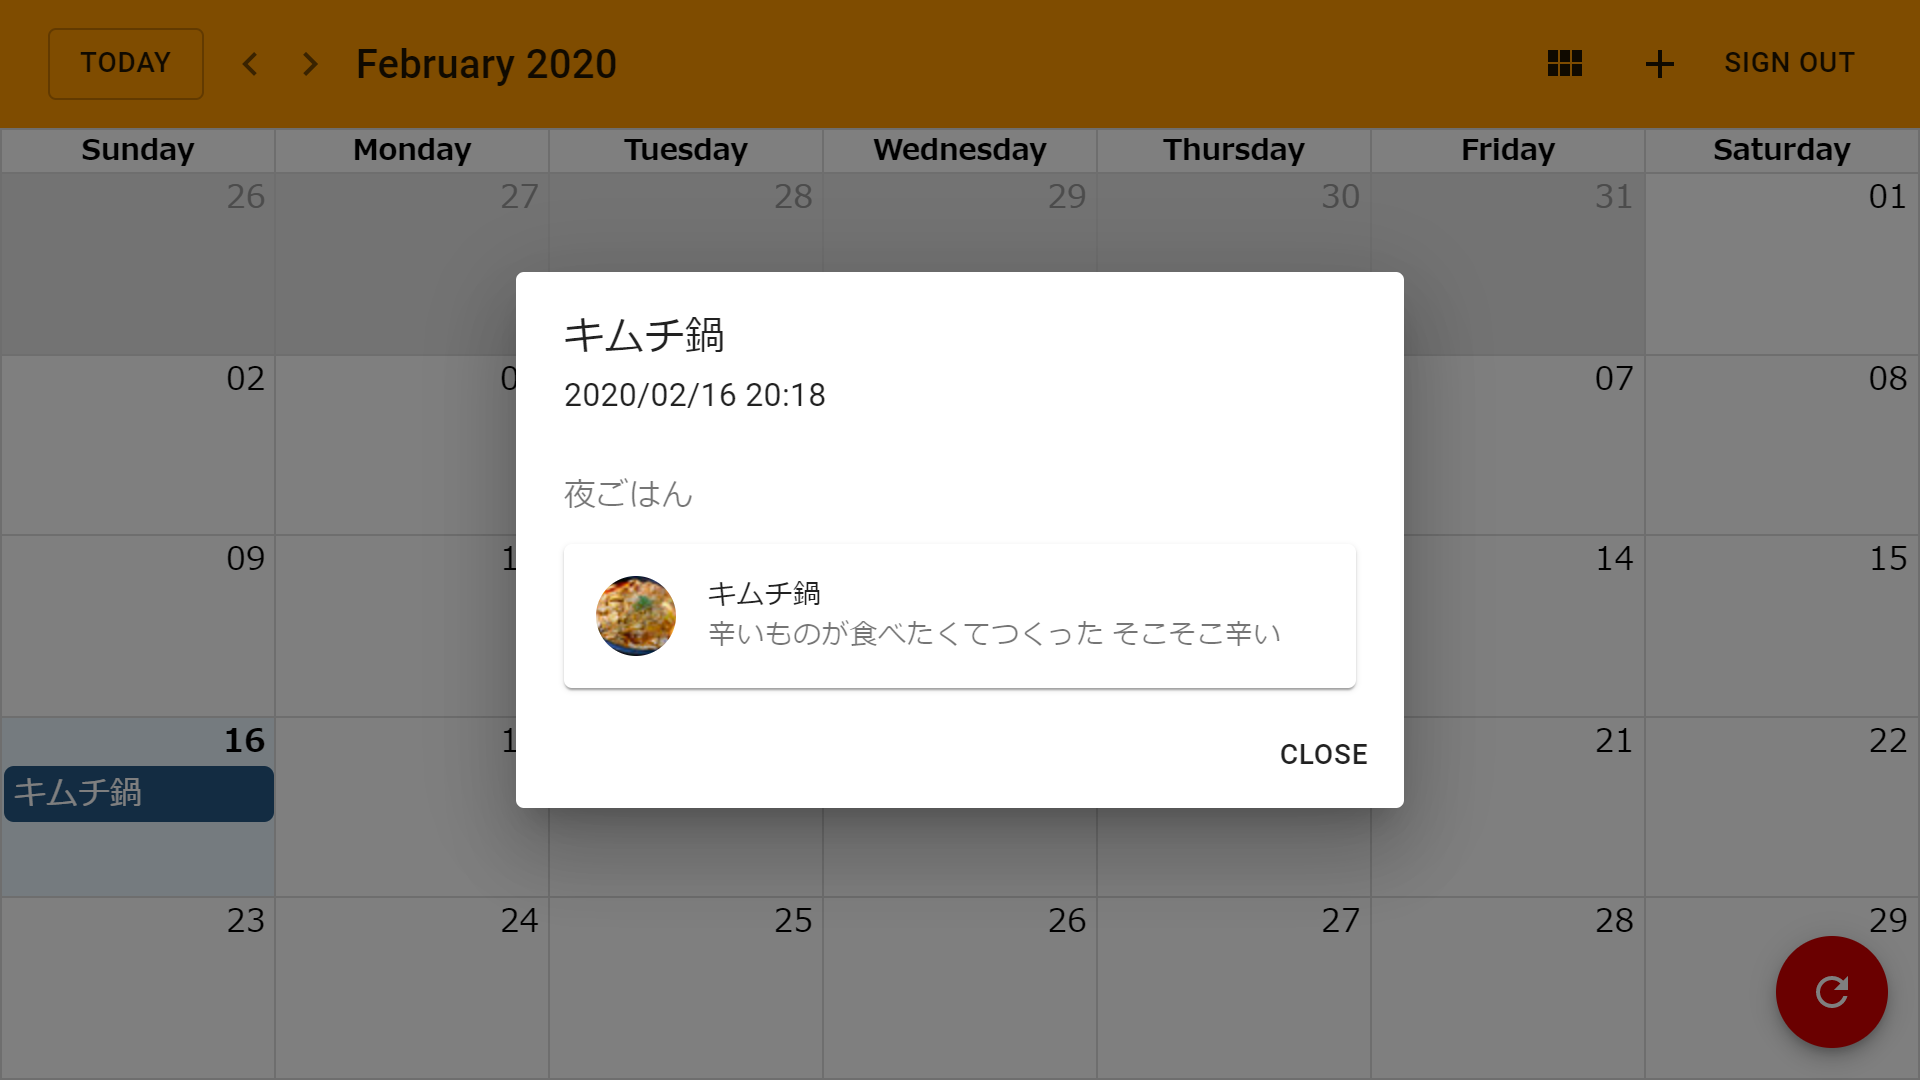 TODAY February 2020 SIGN OUT
Sunday Monday Tuesday Wednesday Thursday Friday Saturday
26 27 28 29 30 31 01
キムチ鍋
2020/02/16 20:18
夜ごはん
キムチ鍋
辛いものが食べたくてつくった そこそこ辛い
CLOSE
02 07 08
09 14 15
16 21 22
キムチ鍋
23 24 25 26 27 28 29